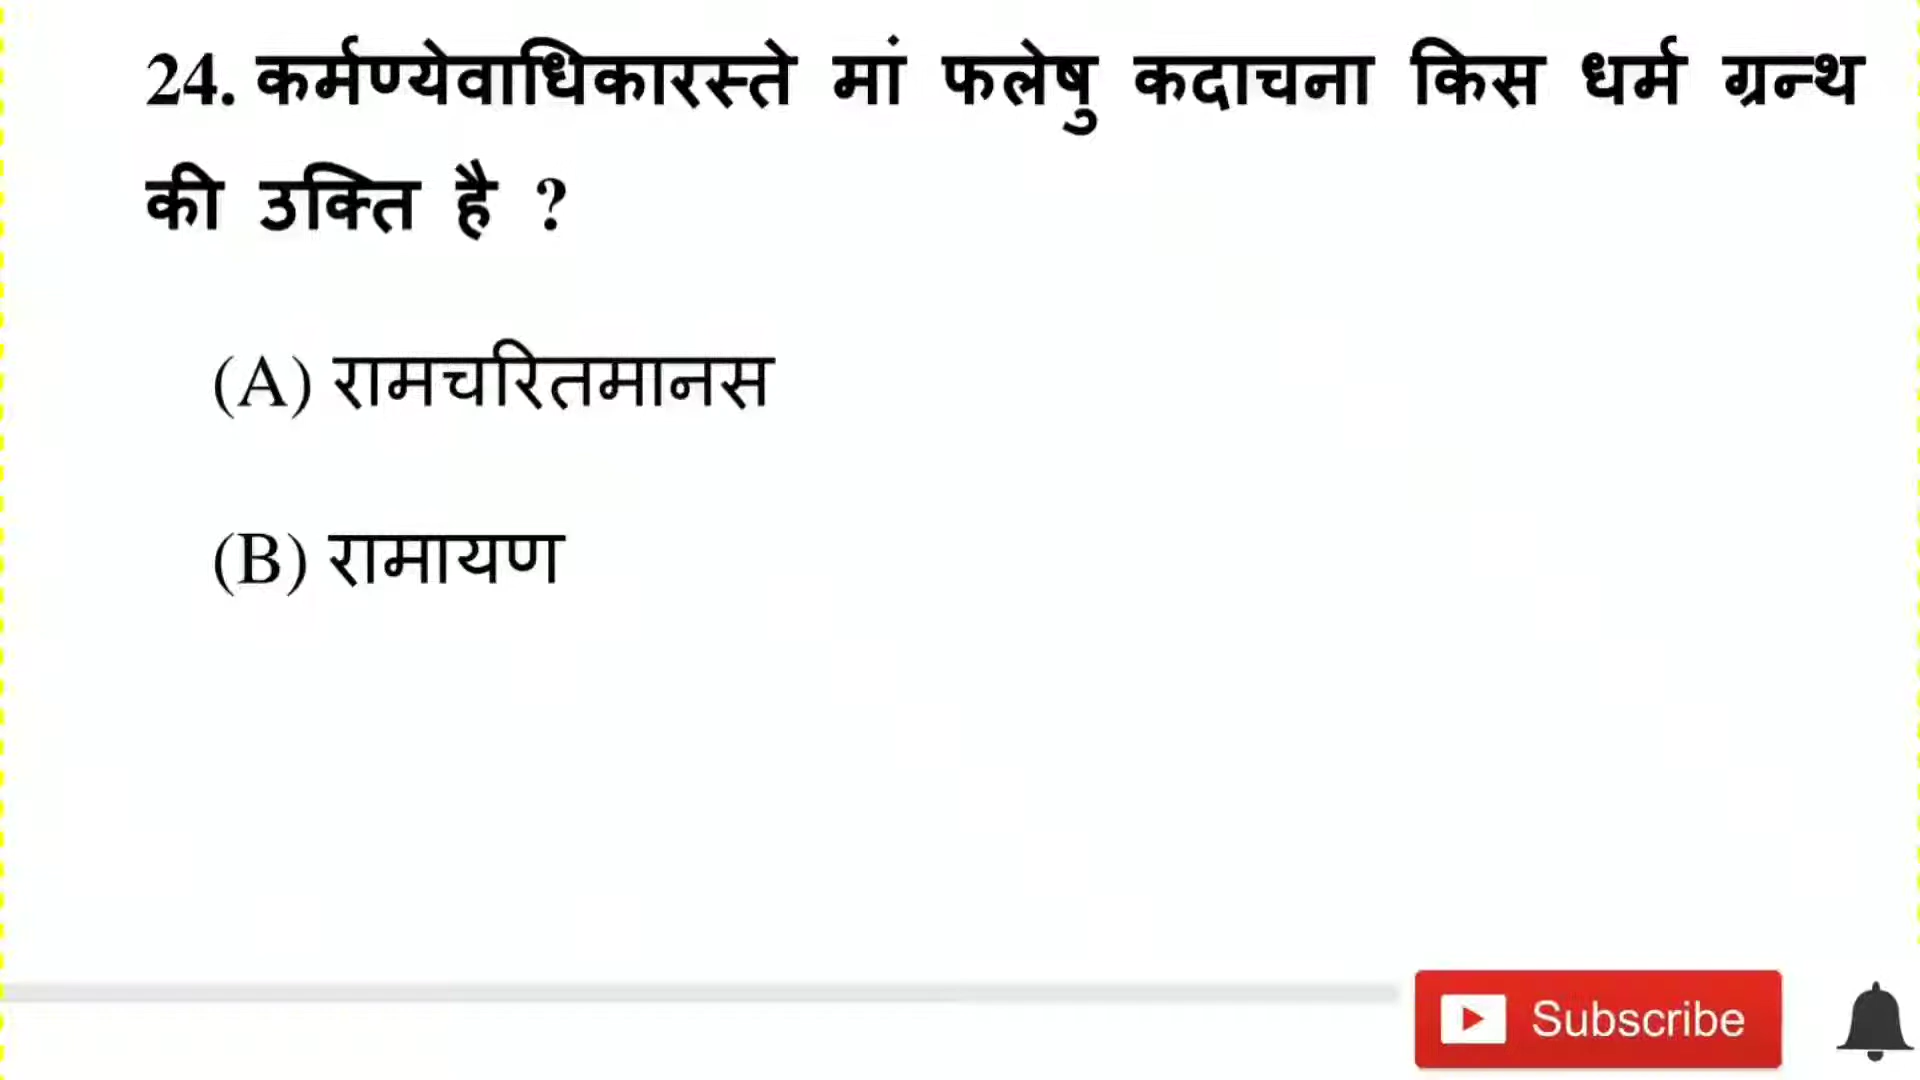 24. कर्मण्येवाधिकारस्ते मां फलेषु कदाचना किस धर्म ग्रन्थ
की उक्ति है ?
(A) रामचरितमानस
(B) रामायण
Subscribe